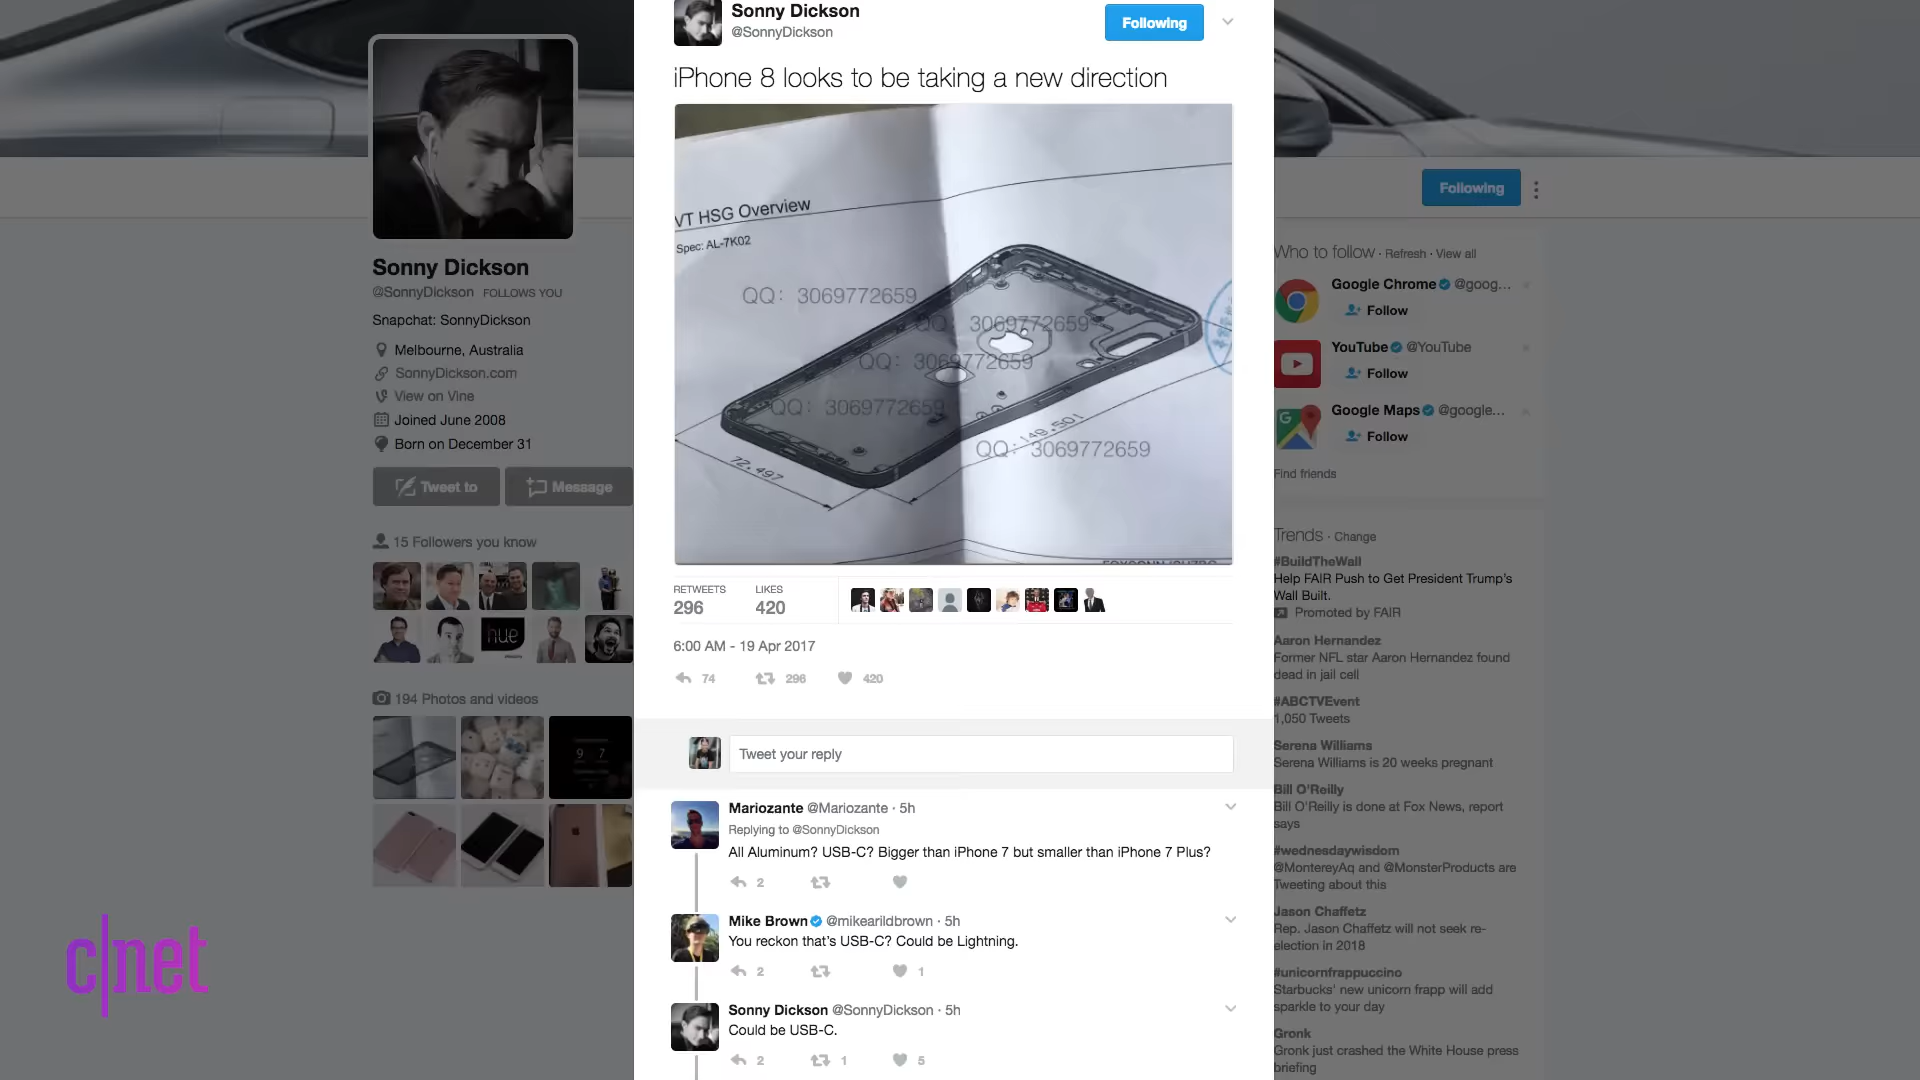 Sonny Dickson
@SonnyDickson
Following
iPhone 8 looks to be taking a new direction
VT HSG Overview
Spec: AL-7K02
QQ: 3069772659
QQ: 3069772659
QQ: 3069772659
QQ: 3069772659
QQ: 3069772659
149.501
72.497
RETWEETS
296
LIKES
420
6:00 AM - 19 Apr 2017
74
296
420
Tweet your reply
Mariozante @Mariozante · 5h
Replying to @SonnyDickson
All Aluminum? USB-C? Bigger than iPhone 7 but smaller than iPhone 7 Plus?
2
Mike Brown @mikearildbrown · 5h
You reckon that's USB-C? Could be Lightning.
2
1
Sonny Dickson @SonnyDickson · 5h
Could be USB-C.
2
1
5
Sonny Dickson
@SonnyDickson FOLLOWS YOU
Snapchat: SonnyDickson
Melbourne, Australia
SonnyDickson.com
View on Vine
Joined June 2008
Born on December 31
Tweet to
Message
15 Followers you know
hue
194 Photos and videos
9 7
c|net
Following
Who to follow · Refresh · View all
Google Chrome @goog...
Follow
YouTube @YouTube
Follow
Google Maps @google...
Follow
Find friends
Trends · Change
#BuildTheWall
Help FAIR Push to Get President Trump's
Wall Built.
Promoted by FAIR
Aaron Hernandez
Former NFL star Aaron Hernandez found
dead in jail cell
#ABCTVEvent
1,050 Tweets
Serena Williams
Serena Williams is 20 weeks pregnant
Bill O'Reilly
Bill O'Reilly is done at Fox News, report
says
#wednesdaywisdom
@MontereyAq and @MonsterProducts are
Tweeting about this
Jason Chaffetz
Rep. Jason Chaffetz will not seek re-
election in 2018
#unicornfrappuccino
Starbucks' new unicorn frapp will add
sparkle to your day
Gronk
Gronk just crashed the White House press
briefing